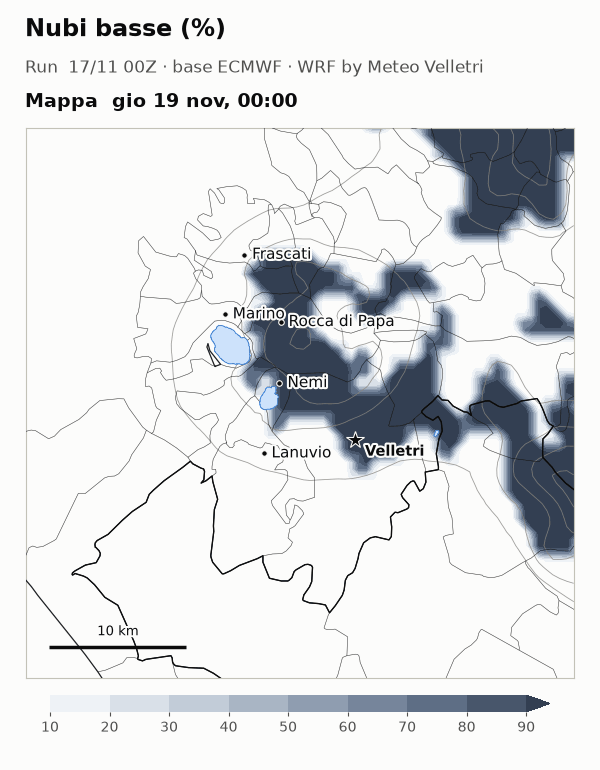 Nubi basse (%)
Run  17/11 00Z · base ECMWF · WRF by Meteo Velletri
Mappa  gio 19 nov, 00:00
Frascati
Marino
Rocca di Papa
Nemi
Velletri
Lanuvio
10 km
10 20 30 40 50 60 70 80 90